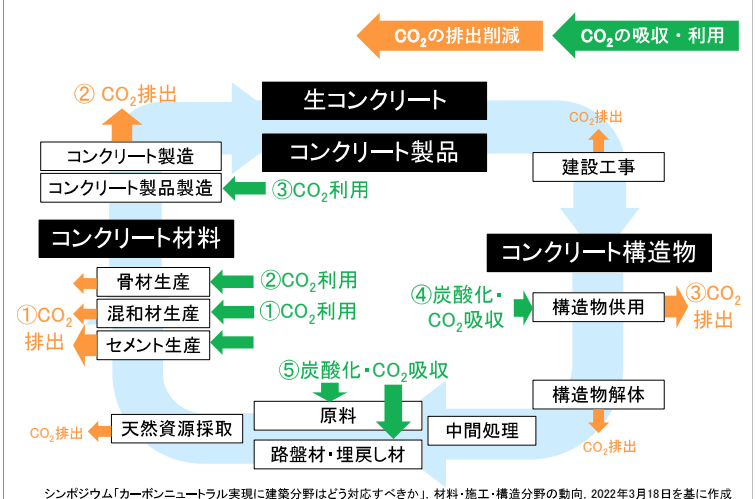 CO₂の排出削減
CO₂の吸収・利用
② CO₂排出
生コンクリート
コンクリート製品
CO₂排出
コンクリート製造
コンクリート製品製造
③CO₂利用
建設工事
コンクリート材料
コンクリート構造物
骨材生産
②CO₂利用
混和材生産
①CO₂利用
セメント生産
①CO₂
排出
④炭酸化・
CO₂吸収
構造物供用
③CO₂
排出
⑤炭酸化・CO₂吸収
原料
構造物解体
CO₂排出
天然資源採取
中間処理
路盤材・埋戻し材
CO₂排出
シンポジウム「カーボンニュートラル実現に建築分野はどう対応すべきか」, 材料・施工・構造分野の動向, 2022年3月18日を基に作成